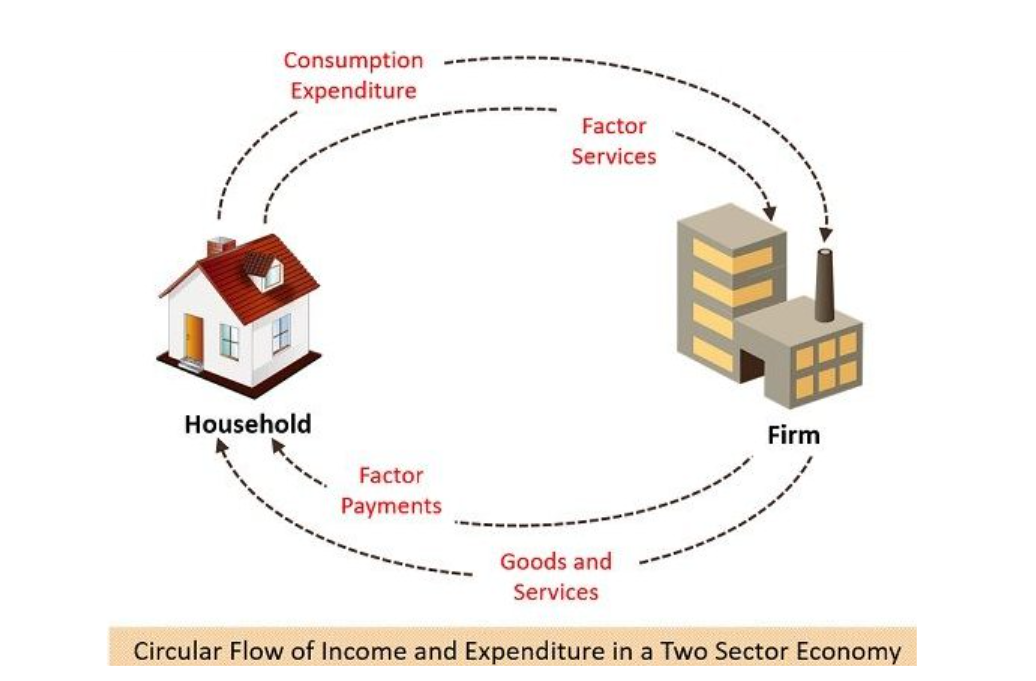 Consumption
Expenditure
Factor
Services
Household
Firm
Factor
Payments
Goods and
Services
Circular Flow of Income and Expenditure in a Two Sector Economy